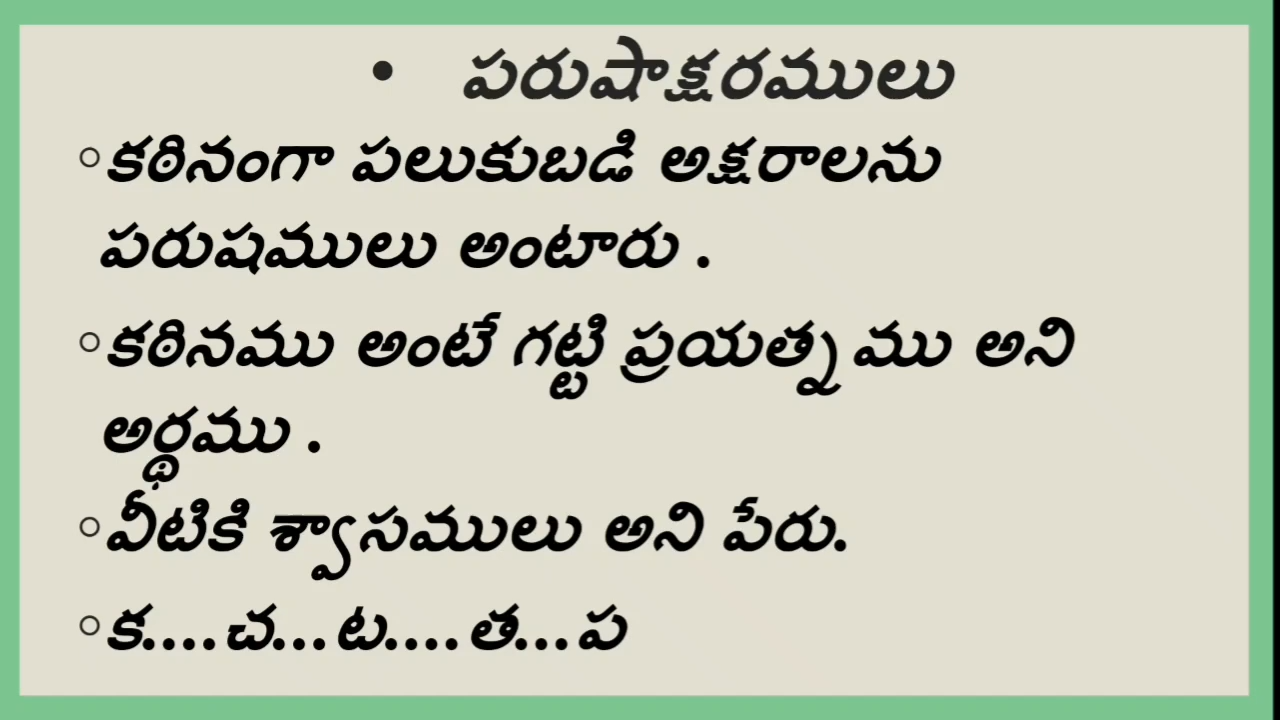 • పరుషాక్షరములు
○కఠినంగా పలుకుబడి అక్షరాలను
పరుషములు అంటారు .
○కఠినము అంటే గట్టి ప్రయత్నము అని
అర్థము .
○వీటికి శ్వాసములు అని పేరు.
○క....చ...ట....త...ప